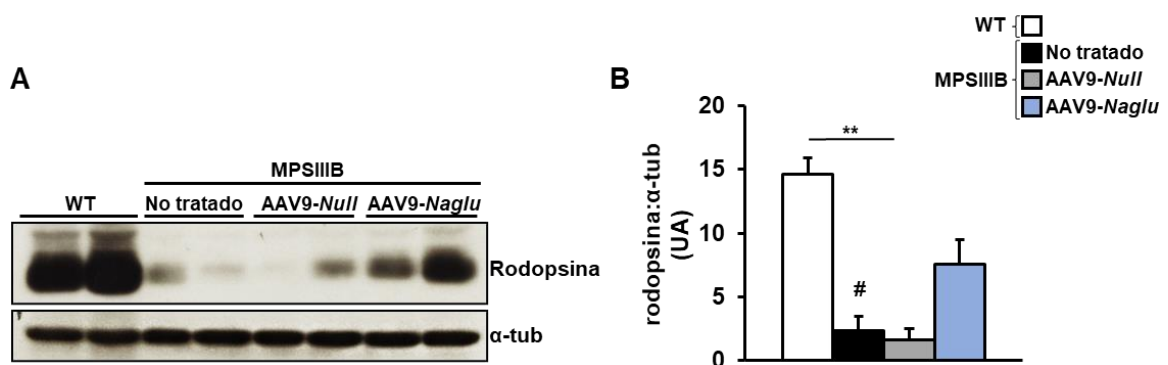 A
MPSIIIB
WT No tratado AAV9-Null AAV9-Naglu
Rodopsina
α-tub
B
WT
MPSIIIB
No tratado
AAV9-Null
AAV9-Naglu
rodopsina:α-tub
(UA)
20
15
10
5
0
**
#